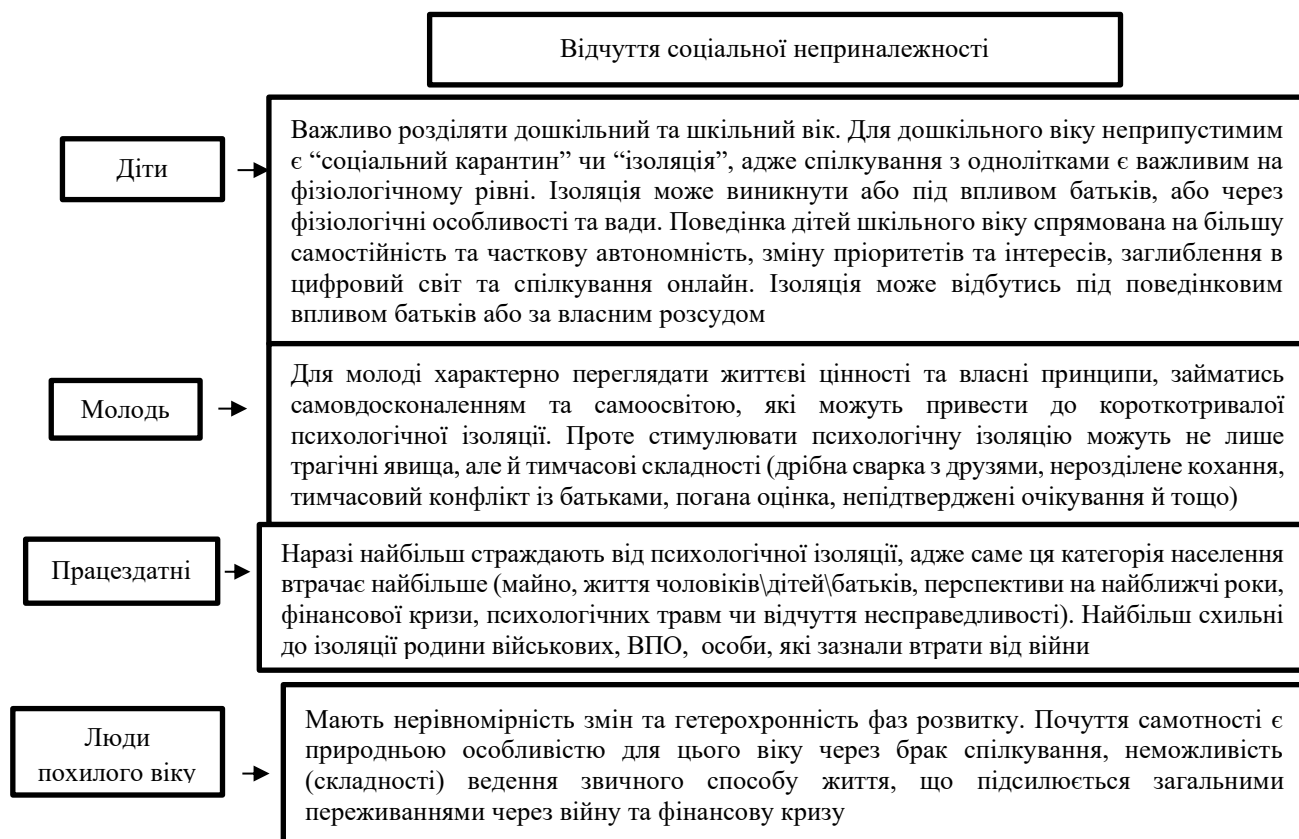 Відчуття соціальної неприналежності
Діти
Важливо розділяти дошкільний та шкільний вік. Для дошкільного віку неприпустимим
є “соціальний карантин” чи “ізоляція”, адже спілкування з однолітками є важливим на
фізіологічному рівні. Ізоляція може виникнути або під впливом батьків, або через
фізіологічні особливості та вади. Поведінка дітей шкільного віку спрямована на більшу
самостійність та часткову автономність, зміну пріоритетів та інтересів, заглиблення в
цифровий світ та спілкування онлайн. Ізоляція може відбутись під поведінковим
впливом батьків або за власним розсудом
Молодь
Для молоді характерно переглядати життєві цінності та власні принципи, займатись
самовдосконаленням та самоосвітою, які можуть привести до короткотривалої
психологічної ізоляції. Проте стимулювати психологічну ізоляцію можуть не лише
трагічні явища, але й тимчасові складності (дрібна сварка з друзями, нерозділене кохання,
тимчасовий конфлікт із батьками, погана оцінка, непідтверджені очікування й тощо)
Працездатні
Наразі найбільш страждають від психологічної ізоляції, адже саме ця категорія населення
втрачає найбільше (майно, життя чоловіків\дітей\батьків, перспективи на найближчі роки,
фінансової кризи, психологічних травм чи відчуття несправедливості). Найбільш схильні
до ізоляції родини військових, ВПО, особи, які зазнали втрати від війни
Люди
похилого віку
Мають нерівномірність змін та гетерохронність фаз розвитку. Почуття самотності є
природньою особливістю для цього віку через брак спілкування, неможливість
(складності) ведення звичного способу життя, що підсилюється загальними
переживаннями через війну та фінансову кризу